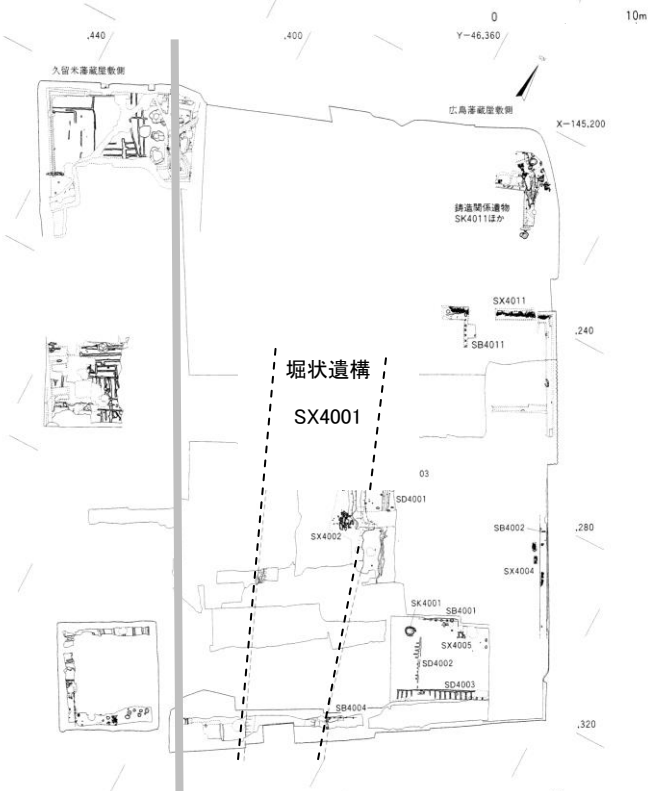 0 10m
,440
,400
Y-46,360
久留米藩蔵屋敷側
広島藩蔵屋敷側
X-145,200
鋳造関係遺物
SK4011ほか
SX4011
,240
SB4011
堀状遺構
SX4001
03
SD4001
SX4002
SB4002
,280
SX4004
SK4001
SB4001
SX4005
SD4002
SD4003
SB4004
,320